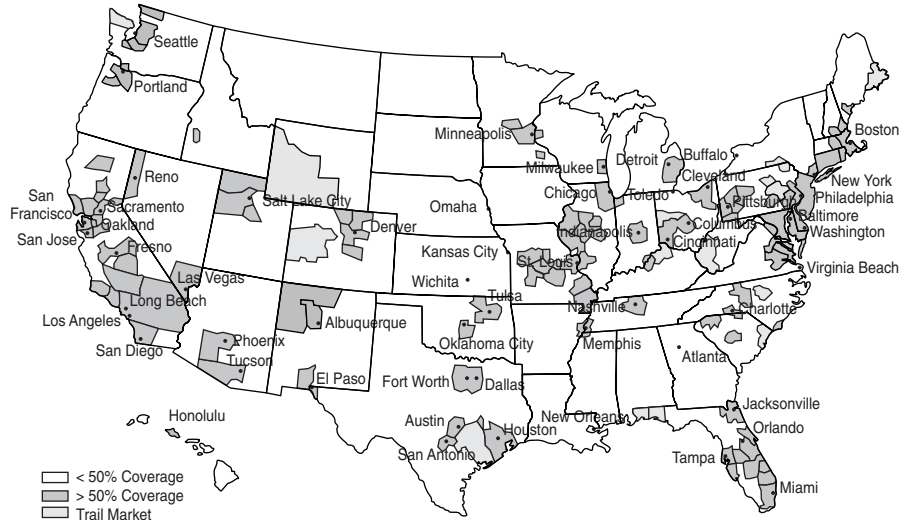 Seattle
Portland
Minneapolis
Boston
Milwaukee
Detroit
Buffalo
Cleveland
New York
Reno
Salt Lake City
Chicago
Toledo
Pittsburgh
Philadelphia
San
Francisco
Sacramento
Oakland
Omaha
Denver
Indianapolis
Columbus
Baltimore
Washington
San Jose
Fresno
Kansas City
St. Louis
Cincinnati
Las Vegas
Wichita
Virginia Beach
Long Beach
Tulsa
Nashville
Charlotte
Los Angeles
Albuquerque
Oklahoma City
Memphis
San Diego
Phoenix
Tucson
Atlanta
El Paso
Fort Worth
Dallas
Honolulu
Austin
Houston
New Orleans
Jacksonville
Orlando
San Antonio
Tampa
Miami
< 50% Coverage
> 50% Coverage
Trail Market